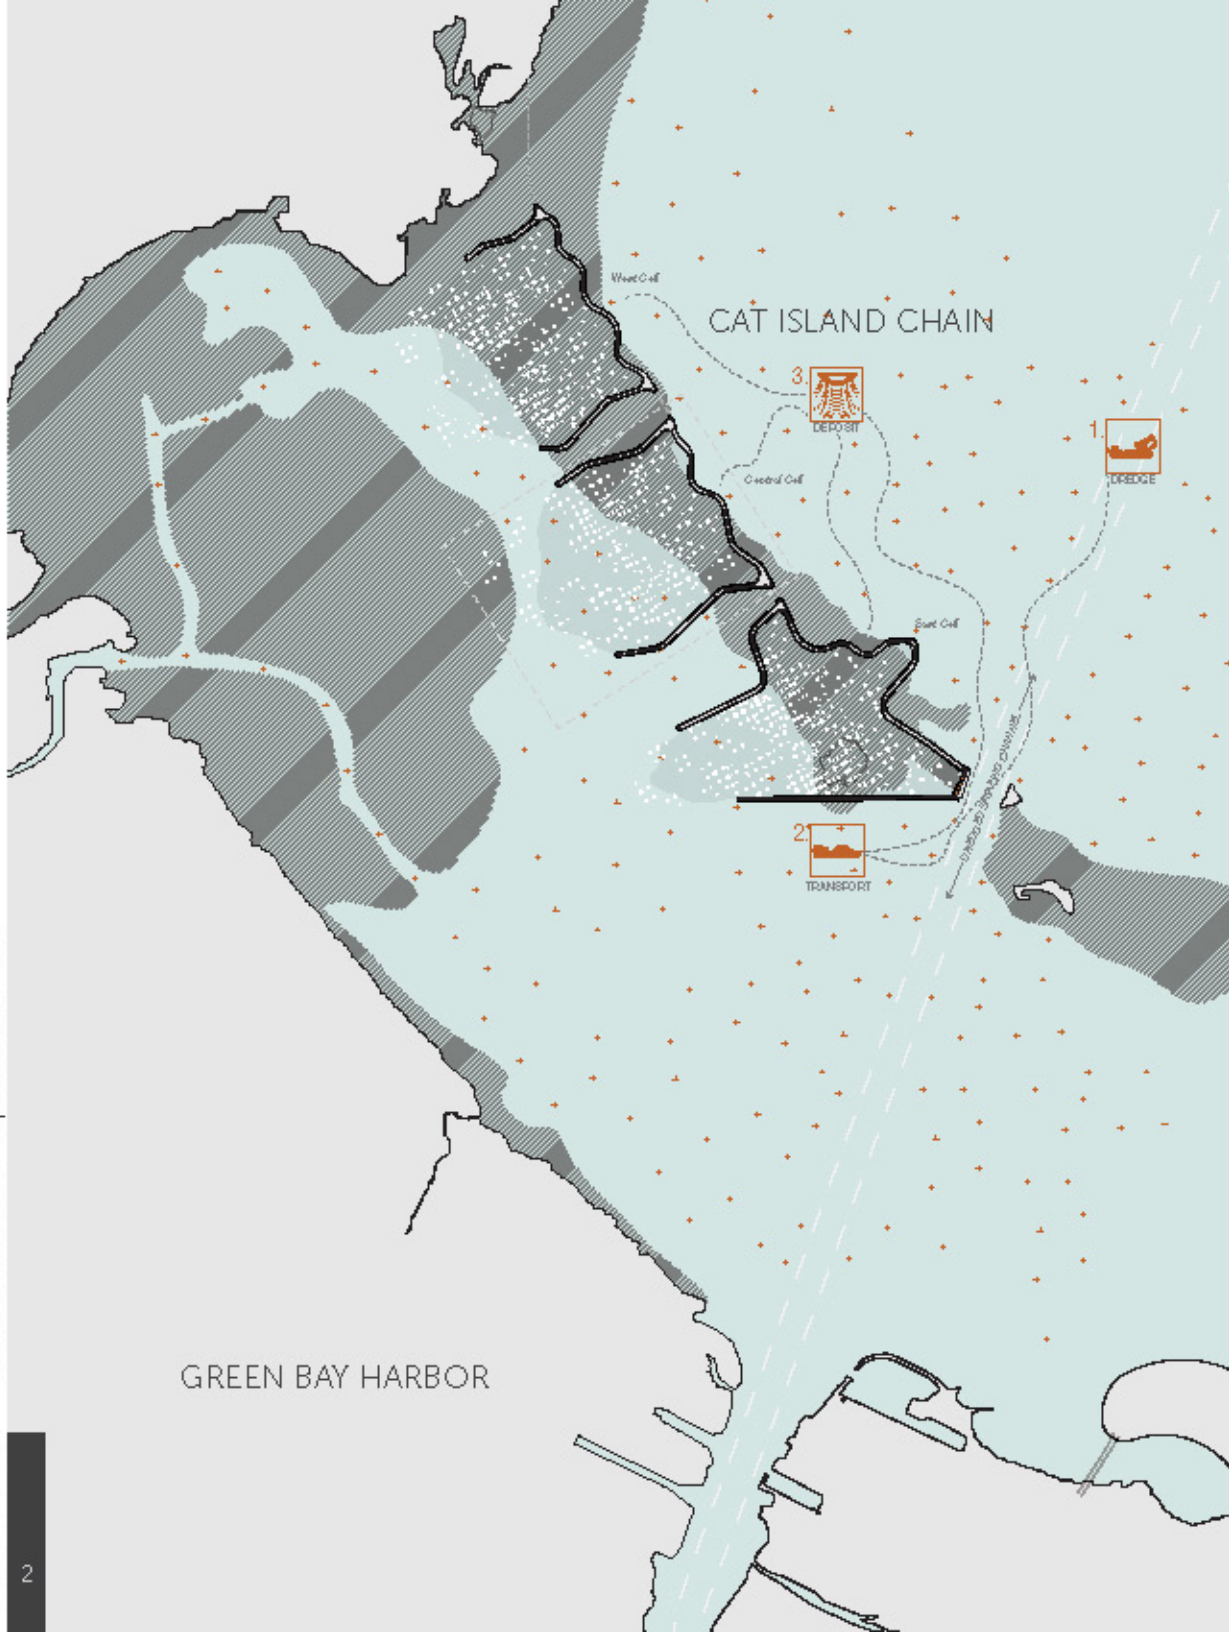 West Cell
CAT ISLAND CHAIN
3.
DEPOSIT
1.
DREDGE
Central Cell
East Cell
2.
TRANSPORT
GREEN BAY HARBOR
2